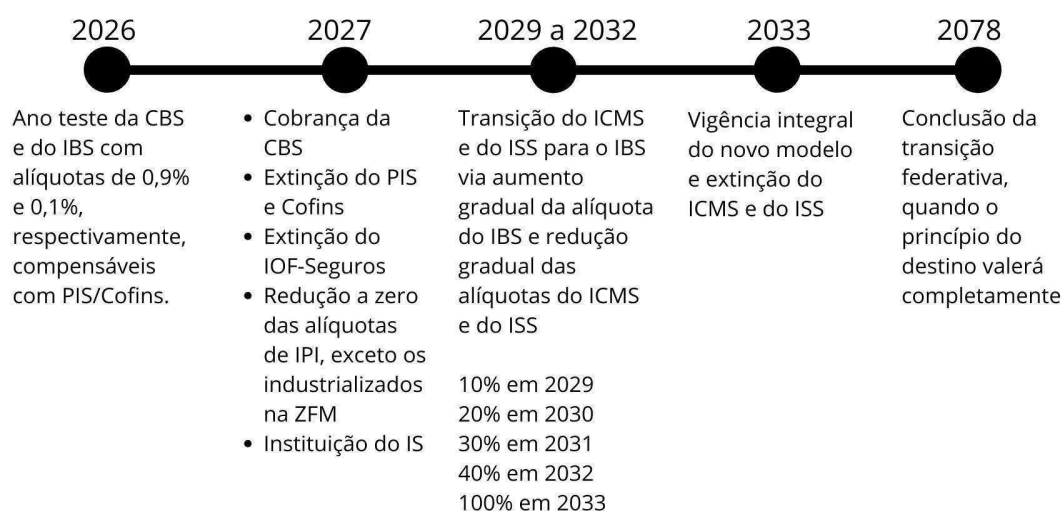 2026
Ano teste da CBS
e do IBS com
alíquotas de 0,9%
e 0,1%,
respectivamente,
compensáveis
com PIS/Cofins.
2027
• Cobrança da
CBS
• Extinção do PIS
e Cofins
• Extinção do
IOF-Seguros
• Redução a zero
das alíquotas
de IPI, exceto os
industrializados
na ZFM
• Instituição do IS
2029 a 2032
Transição do ICMS
e do ISS para o IBS
via aumento
gradual da alíquota
do IBS e redução
gradual das
alíquotas do ICMS
e do ISS
10% em 2029
20% em 2030
30% em 2031
40% em 2032
100% em 2033
2033
Vigência integral
do novo modelo
e extinção do
ICMS e do ISS
2078
Conclusão da
transição
federativa,
quando o
princípio do
destino valerá
completamente